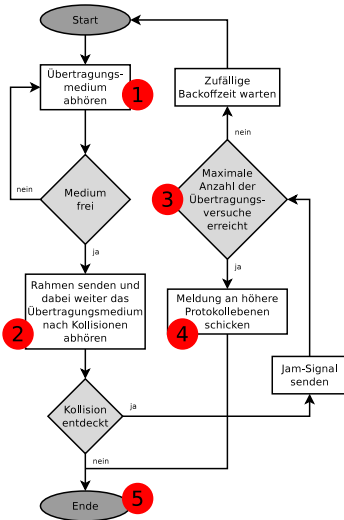 Start
Übertragungs-
medium
abhören
1
nein
Medium
frei
ja
Rahmen senden und
dabei weiter das
Übertragungsmedium
nach Kollisionen
abhören
2
Kollision
entdeckt
ja
nein
Ende
5
Zufällige
Backoffzeit warten
nein
Maximale
Anzahl der
Übertragungs-
versuche
erreicht
3
ja
Meldung an höhere
Protokollebenen
schicken
4
Jam-Signal
senden